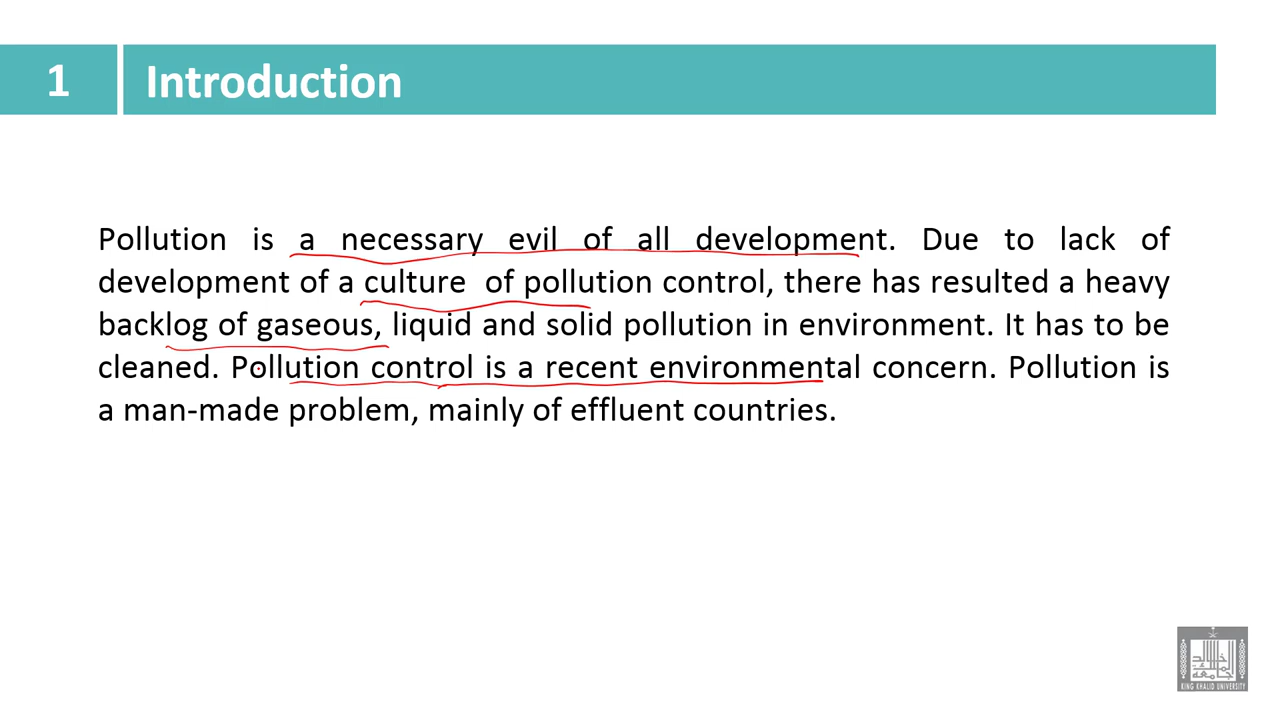 1 Introduction
Pollution is a necessary evil of all development. Due to lack of
development of a culture of pollution control, there has resulted a heavy
backlog of gaseous, liquid and solid pollution in environment. It has to be
cleaned. Pollution control is a recent environmental concern. Pollution is
a man-made problem, mainly of effluent countries.
KING KHALID UNIVERSITY